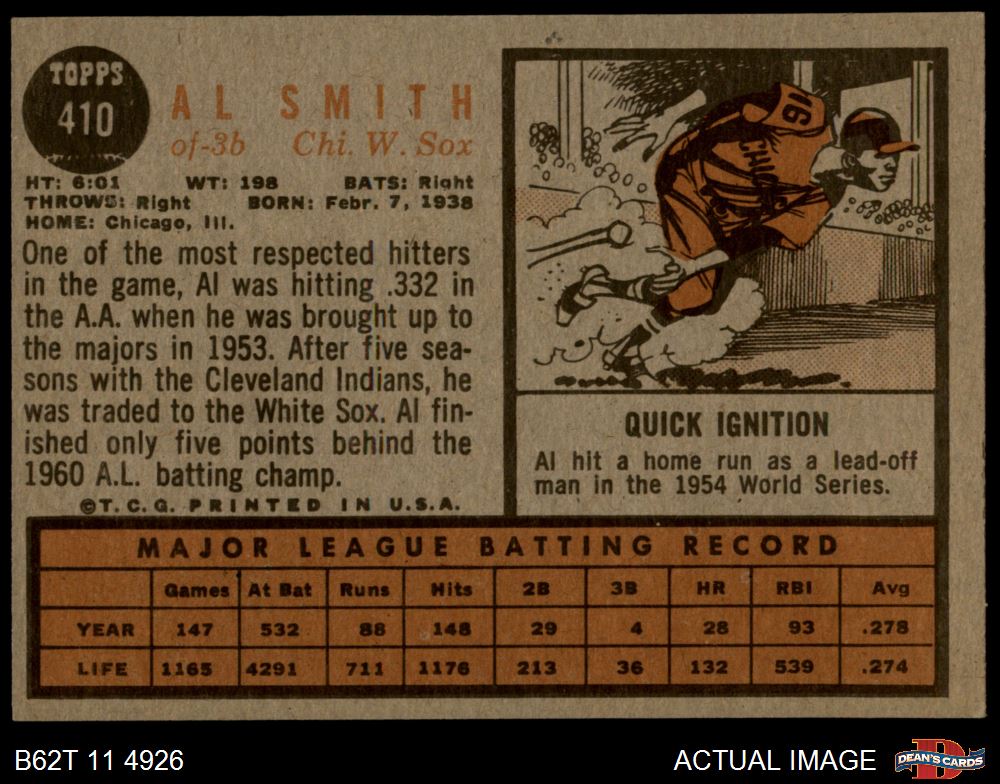 TOPPS
410
AL SMITH
of-3b Chi. W. Sox
HT: 6:01 WT: 198 BATS: Right
THROWS: Right BORN: Febr. 7, 1938
HOME: Chicago, Ill.
One of the most respected hitters
in the game, Al was hitting .332 in
the A.A. when he was brought up to
the majors in 1953. After five sea-
sons with the Cleveland Indians, he
was traded to the White Sox. Al fin-
ished only five points behind the
1960 A.L. batting champ.
©T.C.G. PRINTED IN U.S.A.
16
CHIC
QUICK IGNITION
Al hit a home run as a lead-off
man in the 1954 World Series.
MAJOR LEAGUE BATTING RECORD
Games At Bat Runs Hits 2B 3B HR RBI Avg
YEAR 147 532 88 148 29 4 28 93 .278
LIFE 1165 4291 711 1176 213 36 132 539 .274
B62T 11 4926
ACTUAL IMAGE
D
DEAN'S CARDS